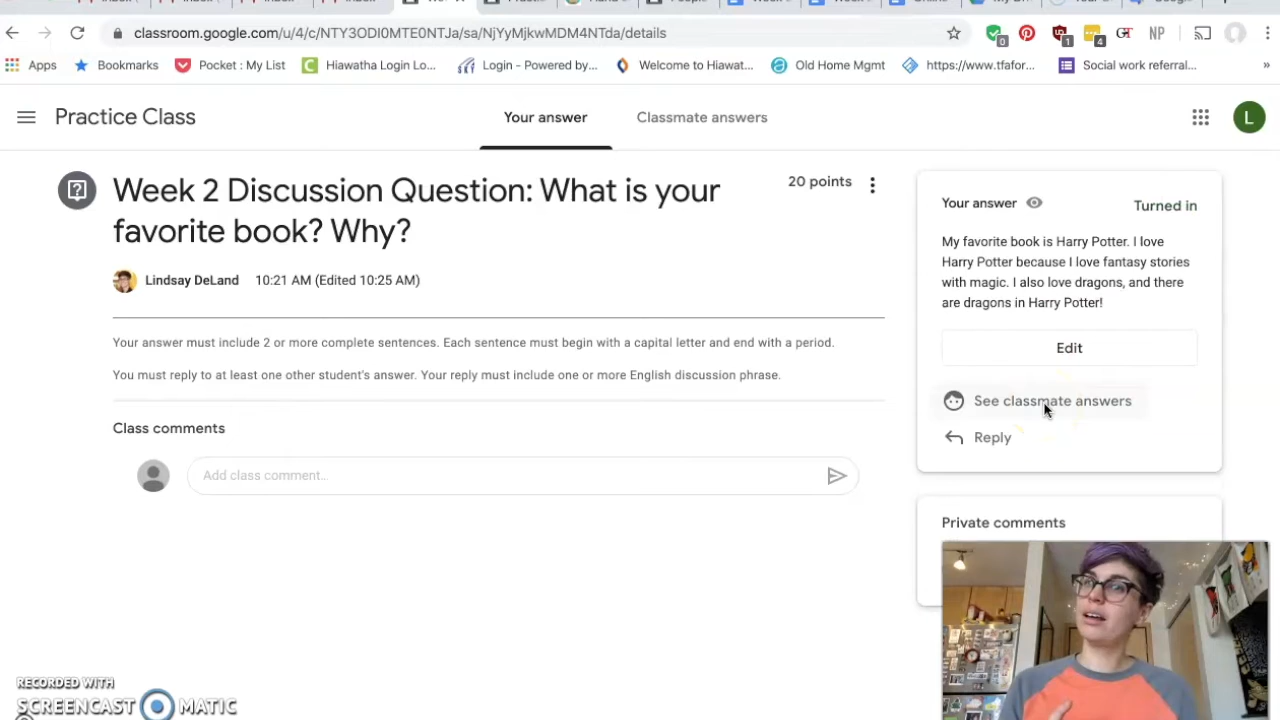 classroom.google.com/u/4/c/NTY3ODI0MTE0NTJa/sa/NjYyMjkwMDM4NTda/details
0
1
4
GT
NP
Apps
Bookmarks
Pocket : My List
Hiawatha Login Lo...
Login - Powered by...
Welcome to Hiawat...
Old Home Mgmt
https://www.tfafor...
Social work referral...
»
Practice Class
Your answer
Classmate answers
L
Week 2 Discussion Question: What is your
favorite book? Why?
20 points
Lindsay DeLand
10:21 AM (Edited 10:25 AM)
Your answer must include 2 or more complete sentences. Each sentence must begin with a capital letter and end with a period.
You must reply to at least one other student's answer. Your reply must include one or more English discussion phrase.
Class comments
Add class comment...
Your answer
Turned in
My favorite book is Harry Potter. I love
Harry Potter because I love fantasy stories
with magic. I also love dragons, and there
are dragons in Harry Potter!
Edit
See classmate answers
Reply
Private comments
RECORDED WITH
SCREENCAST MATIC